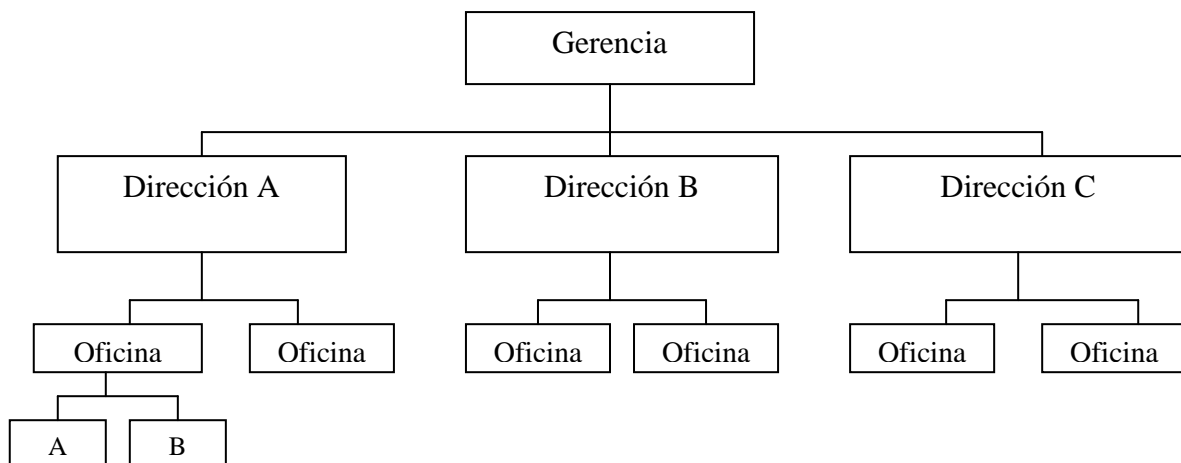 Gerencia
Dirección A
Dirección B
Dirección C
Oficina
Oficina
Oficina
Oficina
Oficina
Oficina
A
B